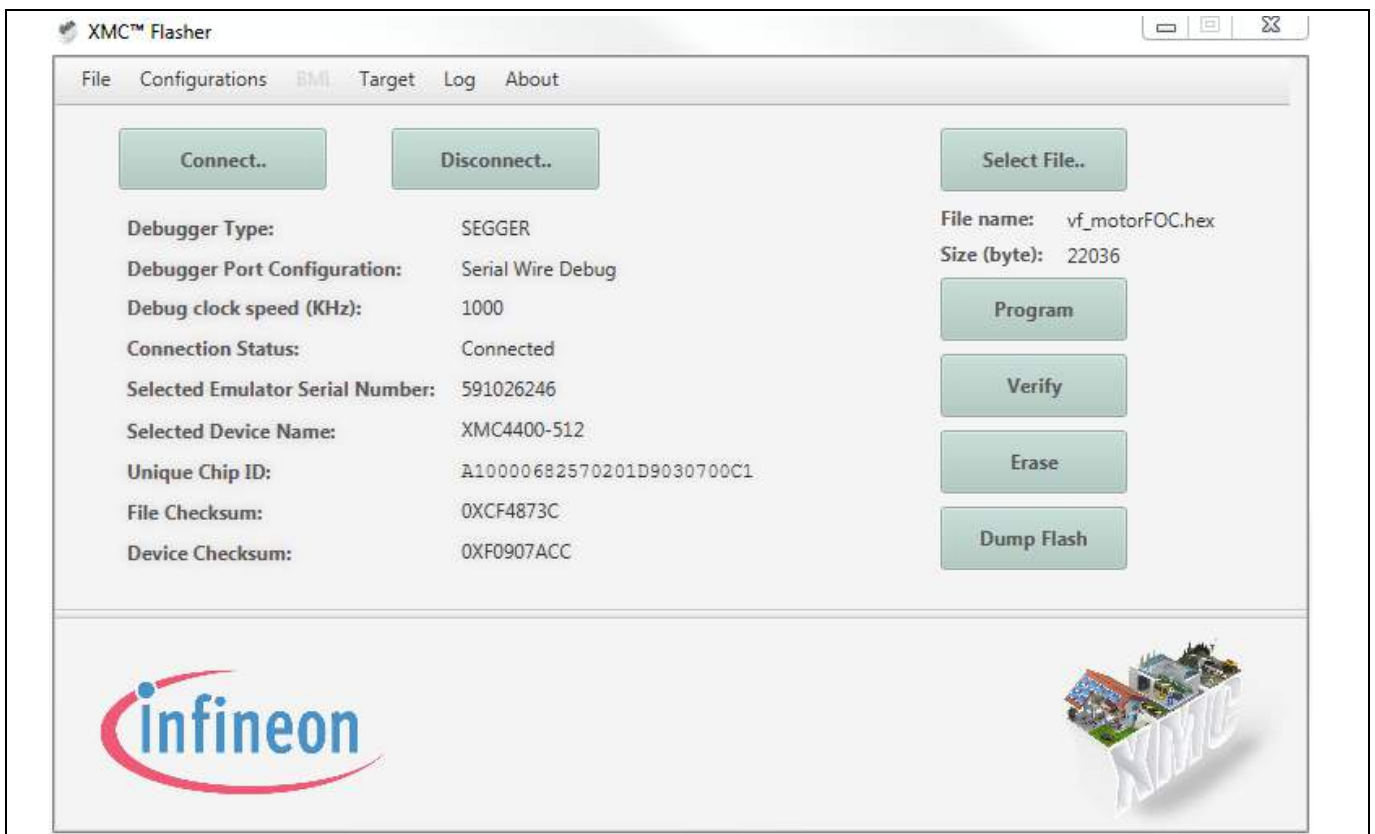 XMC™ Flasher
File Configurations BMI Target Log About
Connect.. Disconnect.. Select File..
Debugger Type: SEGGER File name: vf_motorFOC.hex
Debugger Port Configuration: Serial Wire Debug Size (byte): 22036
Debug clock speed (KHz): 1000 Program
Connection Status: Connected
Selected Emulator Serial Number: 591026246 Verify
Selected Device Name: XMC4400-512
Unique Chip ID: A10000682570201D9030700C1 Erase
File Checksum: 0XCF4873C
Device Checksum: 0XF0907ACC Dump Flash
infineon
XMC